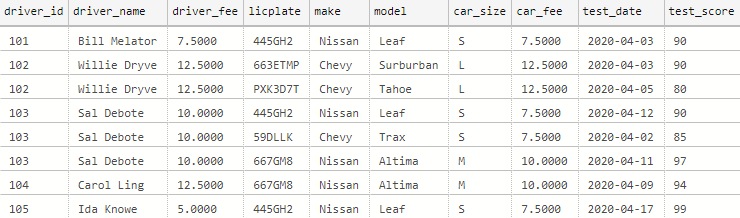 driver_id driver_name driver_fee licplate make model car_size car_fee test_date test_score
101 Bill Melator 7.5000 445GH2 Nissan Leaf S 7.5000 2020-04-03 90
102 Willie Dryve 12.5000 663ETMP Chevy Surburban L 12.5000 2020-04-03 90
102 Willie Dryve 12.5000 PXK3D7T Chevy Tahoe L 12.5000 2020-04-05 80
103 Sal Debote 10.0000 445GH2 Nissan Leaf S 7.5000 2020-04-12 90
103 Sal Debote 10.0000 59DLLK Chevy Trax S 7.5000 2020-04-02 85
103 Sal Debote 10.0000 667GM8 Nissan Altima M 10.0000 2020-04-11 97
104 Carol Ling 12.5000 667GM8 Nissan Altima M 10.0000 2020-04-09 94
105 Ida Knowe 5.0000 445GH2 Nissan Leaf S 7.5000 2020-04-17 99